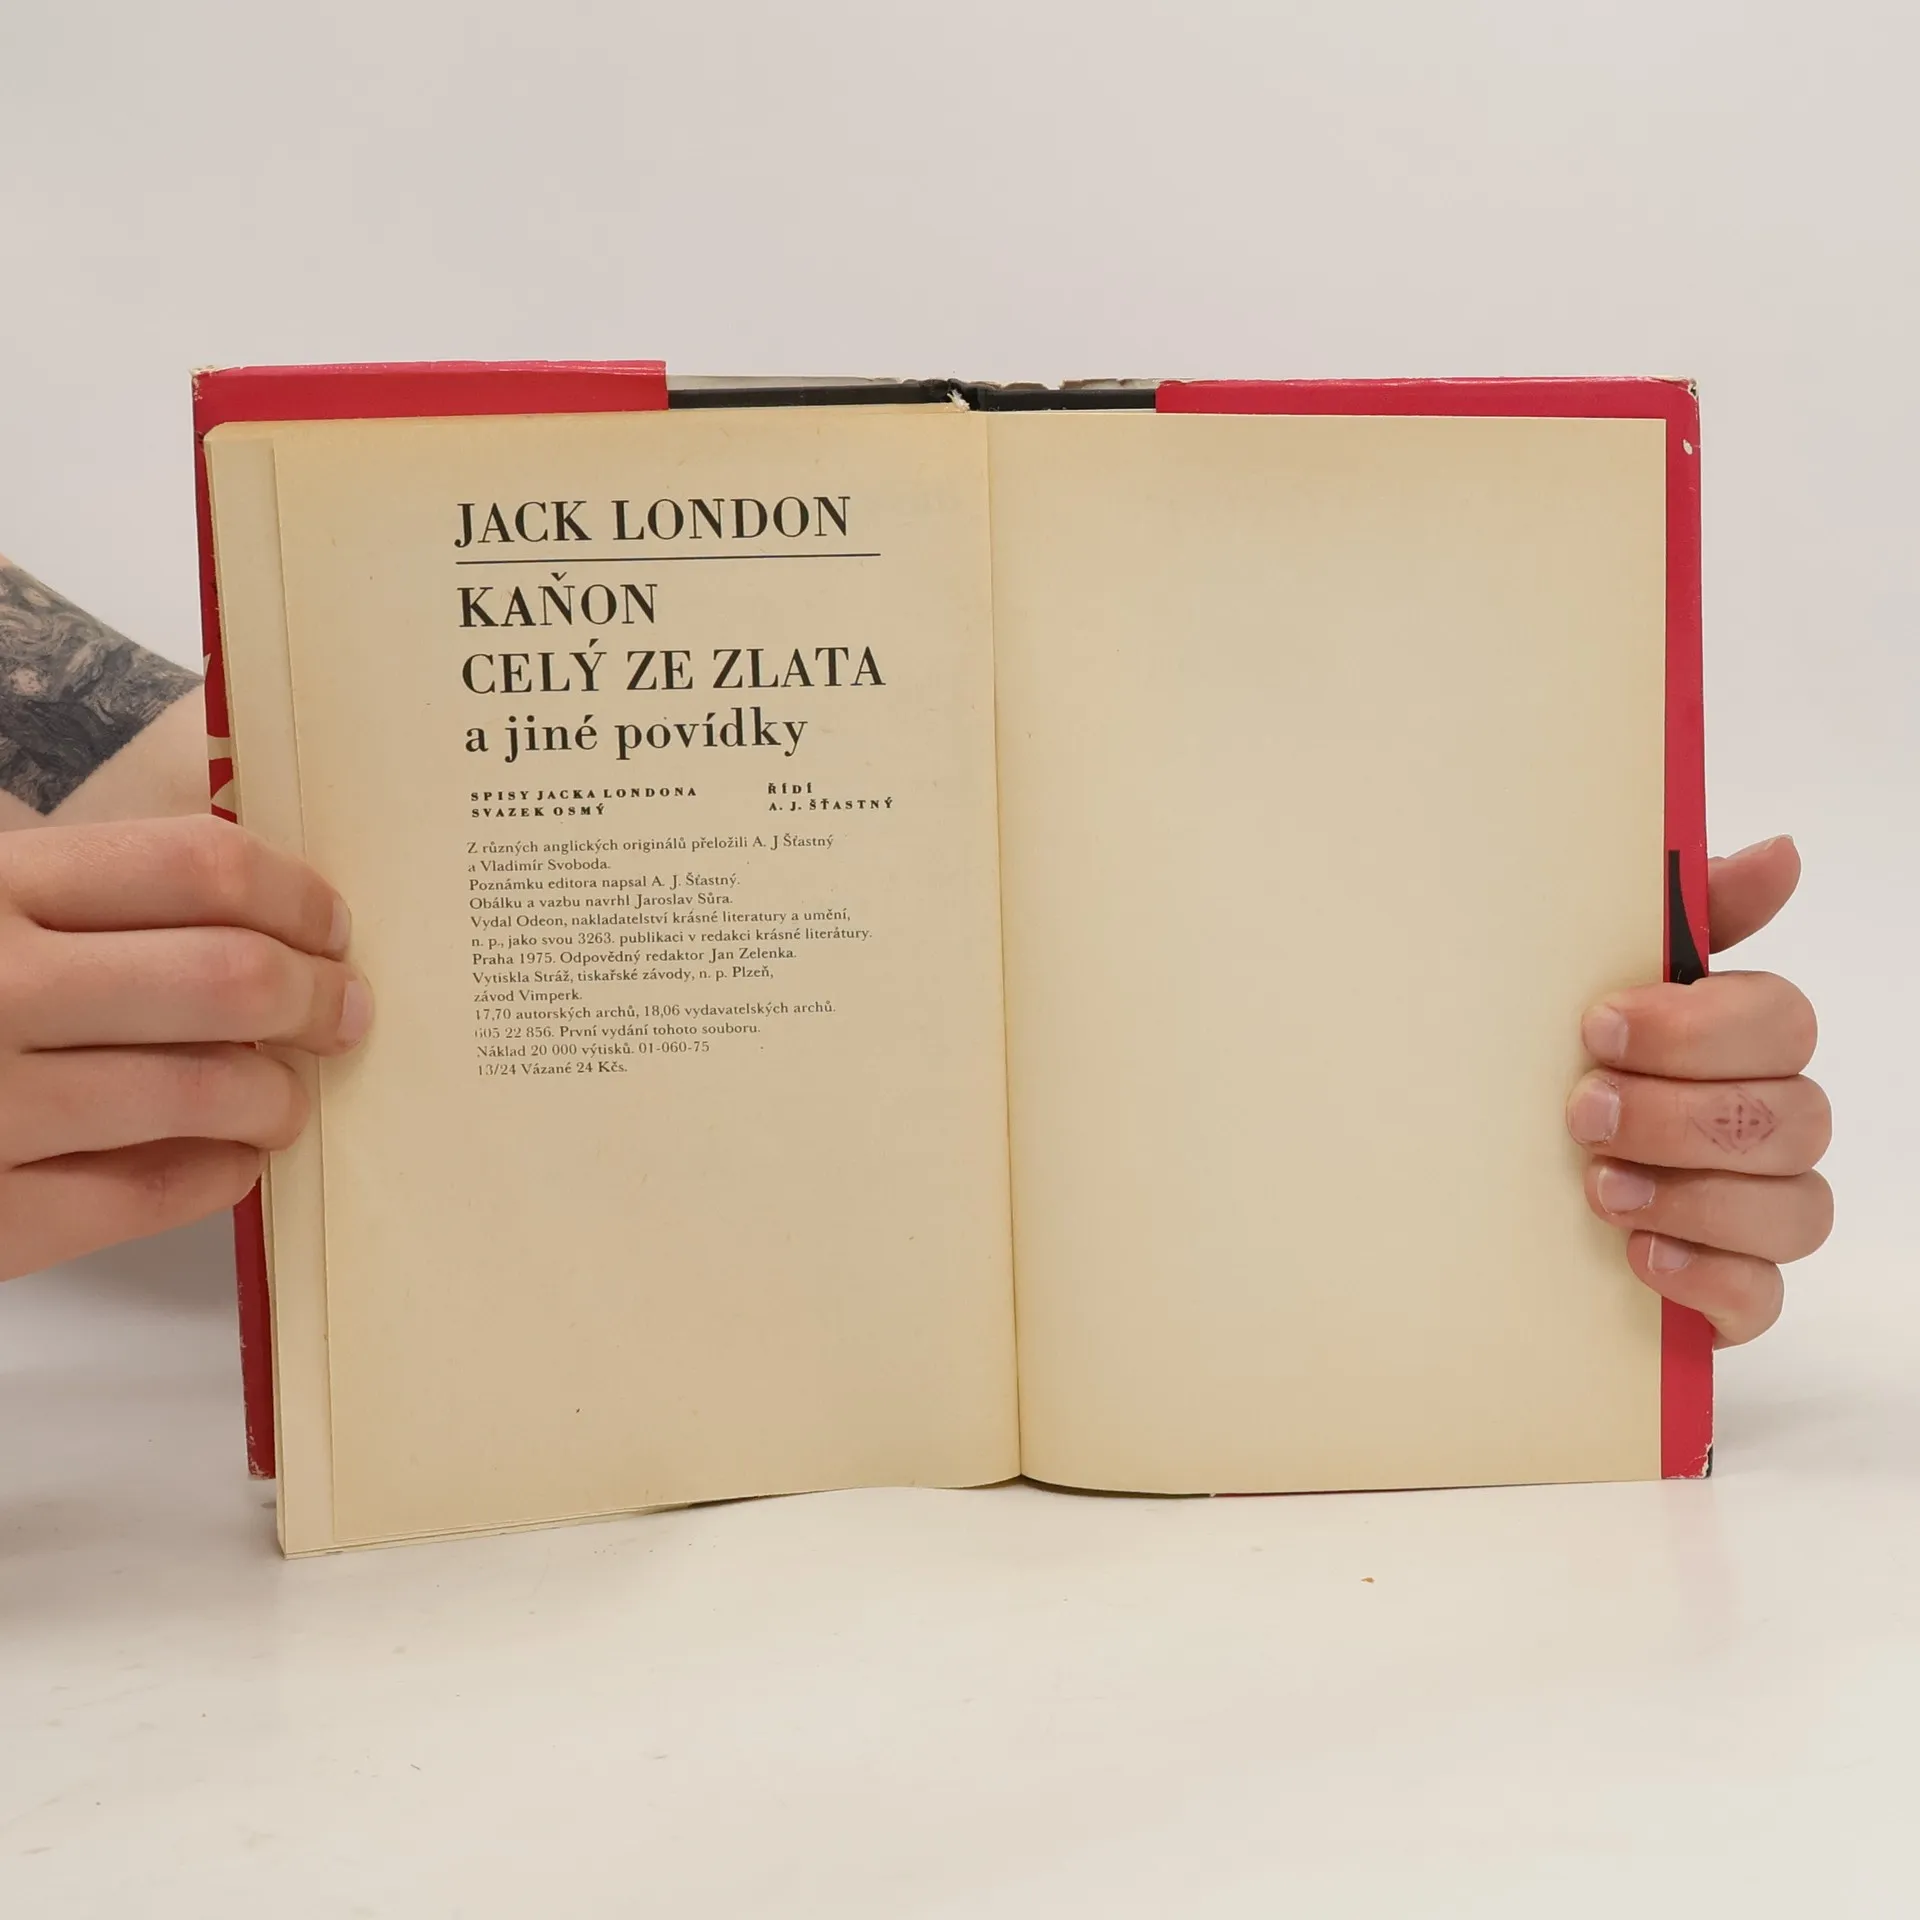 JACK LONDON
KAŇON
CELÝ ZE ZLATA
a jiné povídky
SPISY JACKA LONDONA
SVAZEK OSMÝ
ŘÍDÍ
A. J. ŠŤASTNÝ
Z různých anglických originálů přeložili A. J Šťastný
a Vladimír Svoboda.
Poznámku editora napsal A. J. Šťastný.
Obálku a vazbu navrhl Jaroslav Sůra.
Vydal Odeon, nakladatelství krásné literatury a umění,
n. p., jako svou 3263. publikaci v redakci krásné literatury.
Praha 1975. Odpovědný redaktor Jan Zelenka.
Vytiskla Stráž, tiskařské závody, n. p. Plzeň,
závod Vimperk.
17,70 autorských archů, 18,06 vydavatelských archů.
605 22 856. První vydání tohoto souboru.
Náklad 20 000 výtisků. 01-060-75
13/24 Vázané 24 Kčs.